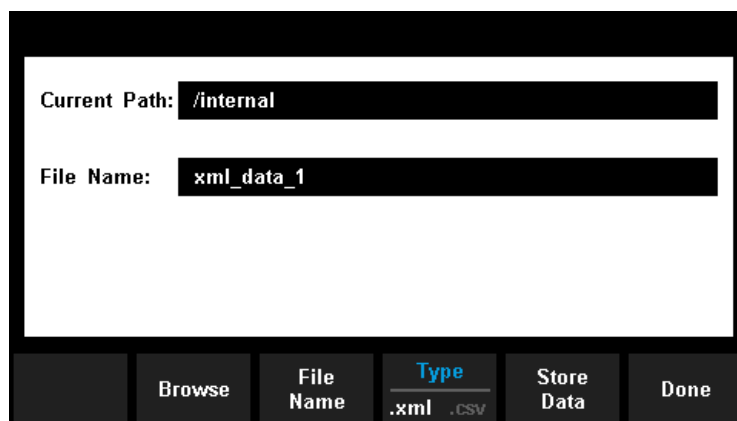 Current Path: /internal
File Name: xml_data_1
Browse
File
Name
Type
.xml .csv
Store
Data
Done